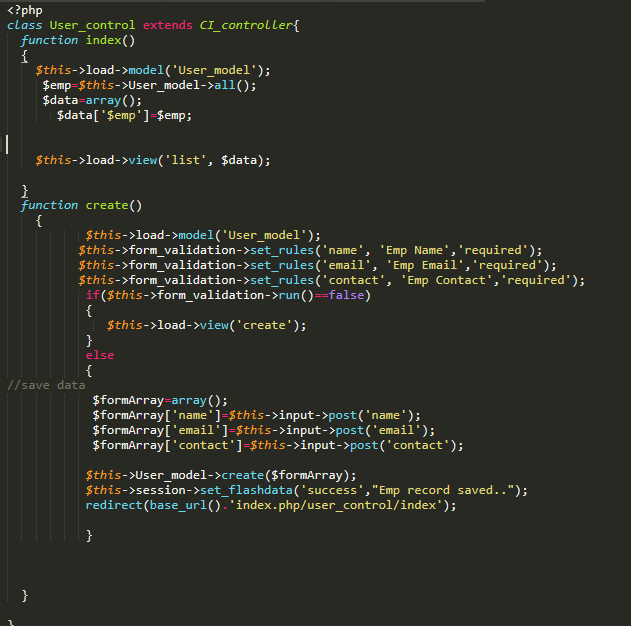 <?php
class User_control extends CI_controller{
function index()
{
$this->load->model('User_model');
$emp=$this->User_model->all();
$data=array();
$data['$emp']=$emp;
$this->load->view('list', $data);
}
function create()
{
$this->load->model('User_model');
$this->form_validation->set_rules('name', 'Emp Name','required');
$this->form_validation->set_rules('email', 'Emp Email','required');
$this->form_validation->set_rules('contact', 'Emp Contact','required');
if($this->form_validation->run()==false)
{
$this->load->view('create');
}
else
{
//save data
$formArray=array();
$formArray['name']=$this->input->post('name');
$formArray['email']=$this->input->post('email');
$formArray['contact']=$this->input->post('contact');
$this->User_model->create($formArray);
$this->session->set_flashdata('success',"Emp record saved..");
redirect(base_url().'index.php/user_control/index');
}
}
}